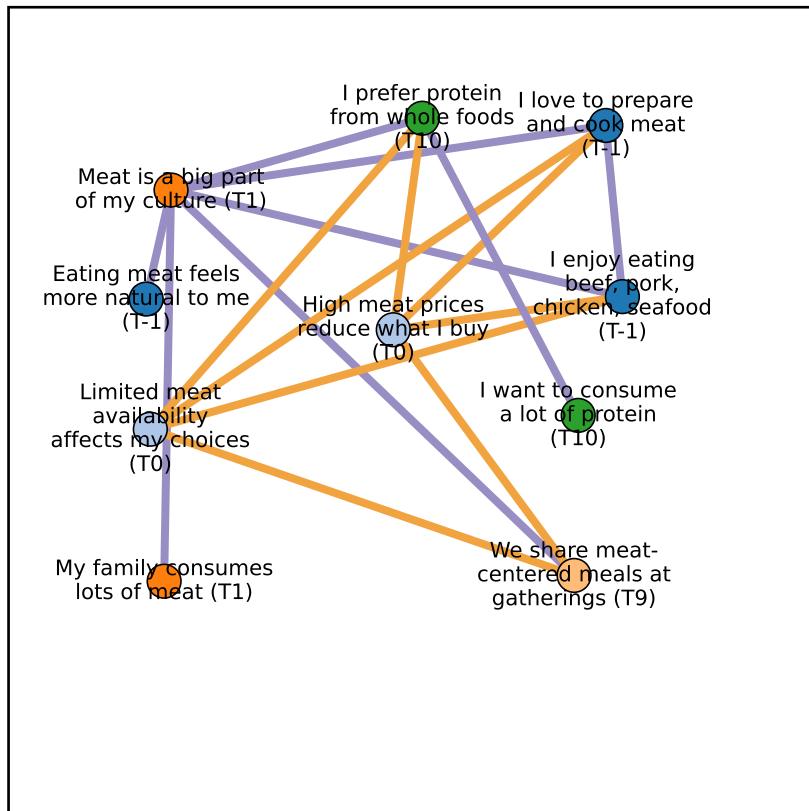 I prefer protein
from whole foods
(T10)
I love to prepare
and cook meat
(T-1)
Meat is a big part
of my culture (T1)
Eating meat feels
more natural to me
(T-1)
I enjoy eating
beef, pork,
chicken, seafood
(T-1)
High meat prices
reduce what I buy
(T0)
Limited meat
availability
affects my choices
(T0)
I want to consume
a lot of protein
(T10)
My family consumes
lots of meat (T1)
We share meat-
centered meals at
gatherings (T9)